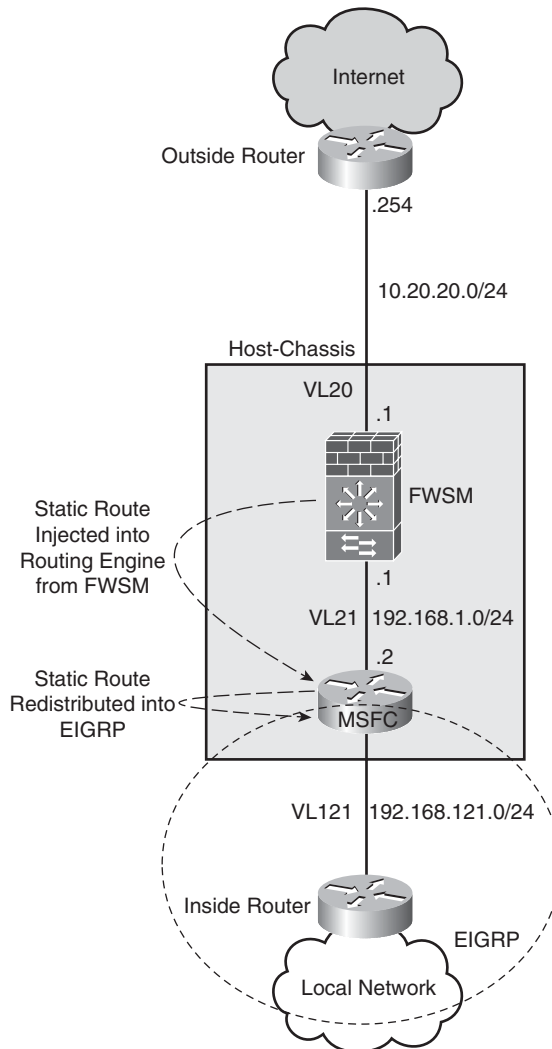 Internet
Outside Router
.254
10.20.20.0/24
Host-Chassis
VL20
.1
FWSM
Static Route
Injected into
Routing Engine
from FWSM
.1
VL21
192.168.1.0/24
.2
Static Route
Redistributed into
EIGRP
MSFC
VL121
192.168.121.0/24
Inside Router
EIGRP
Local Network